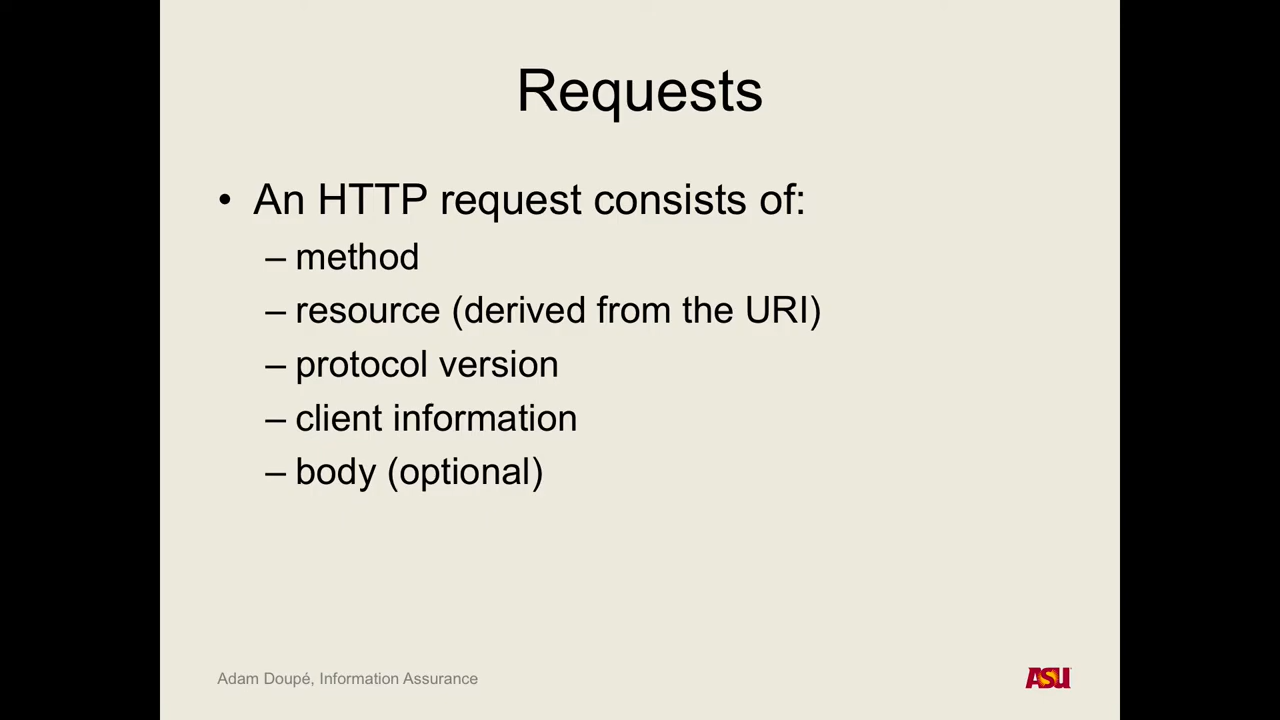 Requests
• An HTTP request consists of:
– method
– resource (derived from the URI)
– protocol version
– client information
– body (optional)
Adam Doupé, Information Assurance
ASU